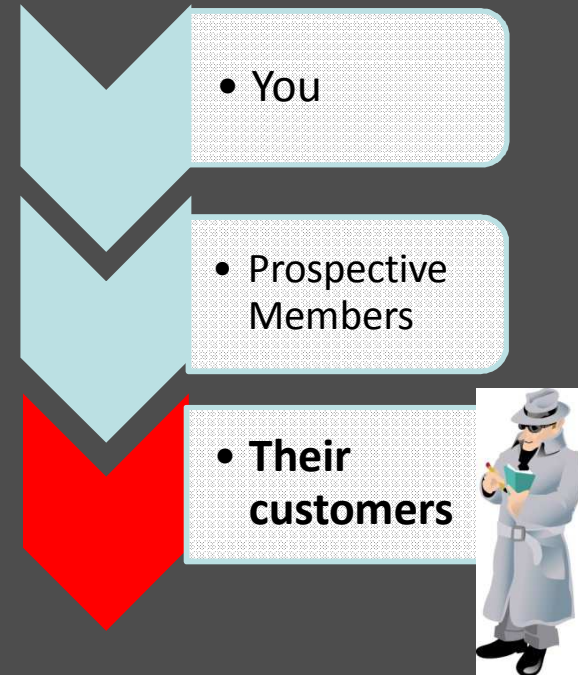 • You
• Prospective
Members
• Their
customers